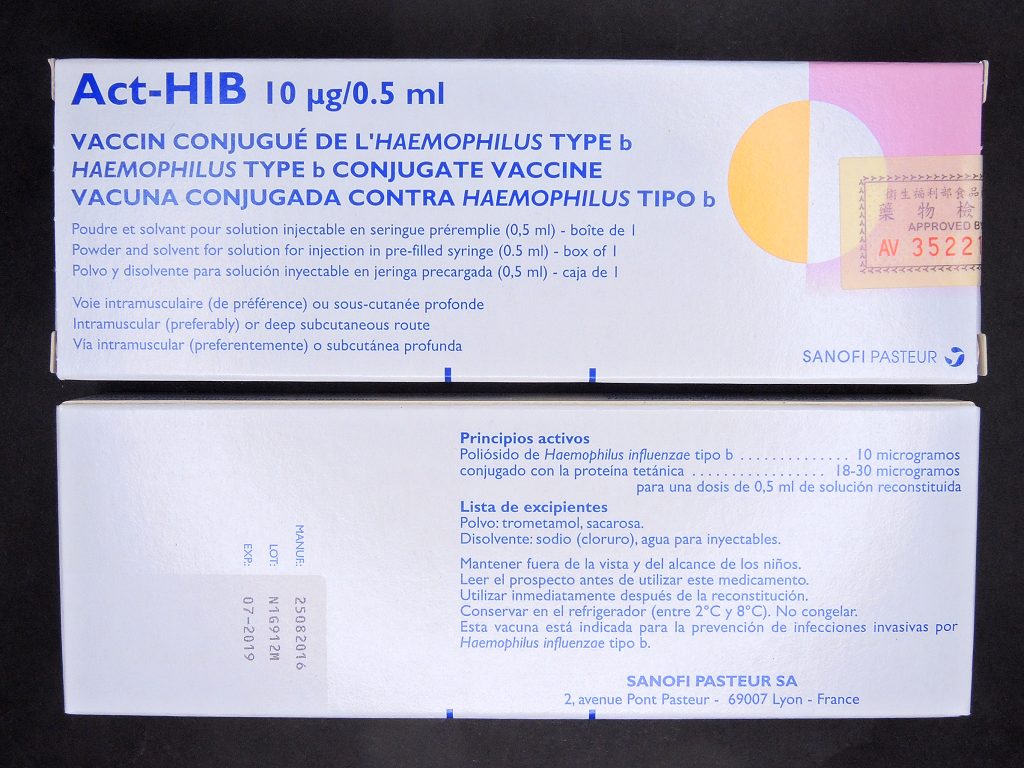 Act-HIB 10 µg/0.5 ml
VACCIN CONJUGUÉ DE L'HAEMOPHILUS TYPE b
HAEMOPHILUS TYPE b CONJUGATE VACCINE
VACUNA CONJUGADA CONTRA HAEMOPHILUS TIPO b
Poudre et solvant pour solution injectable en seringue préremplie (0,5 ml) - boîte de 1
Powder and solvent for solution for injection in pre-filled syringe (0.5 ml) - box of 1
Polvo y disolvente para solución inyectable en jeringa precargada (0,5 ml) - caja de 1
Voie intramusculaire (de préférence) ou sous-cutanée profonde
Intramuscular (preferably) or deep subcutaneous route
Vía intramuscular (preferentemente) o subcutánea profunda
衛生福利部食品
藥物檢
APPROVED B
AV 35221
SANOFI PASTEUR
Principios activos
Poliósido de Haemophilus influenzae tipo b . . . . . . . . . . . . . . 10 microgramos
conjugado con la proteína tetánica . . . . . . . . . . . . . . . . . 18-30 microgramos
para una dosis de 0,5 ml de solución reconstituida
Lista de excipientes
Polvo: trometamol, sacarosa.
Disolvente: sodio (cloruro), agua para inyectables.
Mantener fuera de la vista y del alcance de los niños.
Leer el prospecto antes de utilizar este medicamento.
Utilizar inmediatamente después de la reconstitución.
Conservar en el refrigerador (entre 2°C y 8°C). No congelar.
Esta vacuna está indicada para la prevención de infecciones invasivas por
Haemophilus influenzae tipo b.
SANOFI PASTEUR SA
2, avenue Pont Pasteur - 69007 Lyon - France
MANUF.: 25082016
LOT: N1G912M
EXP.: 07-2019